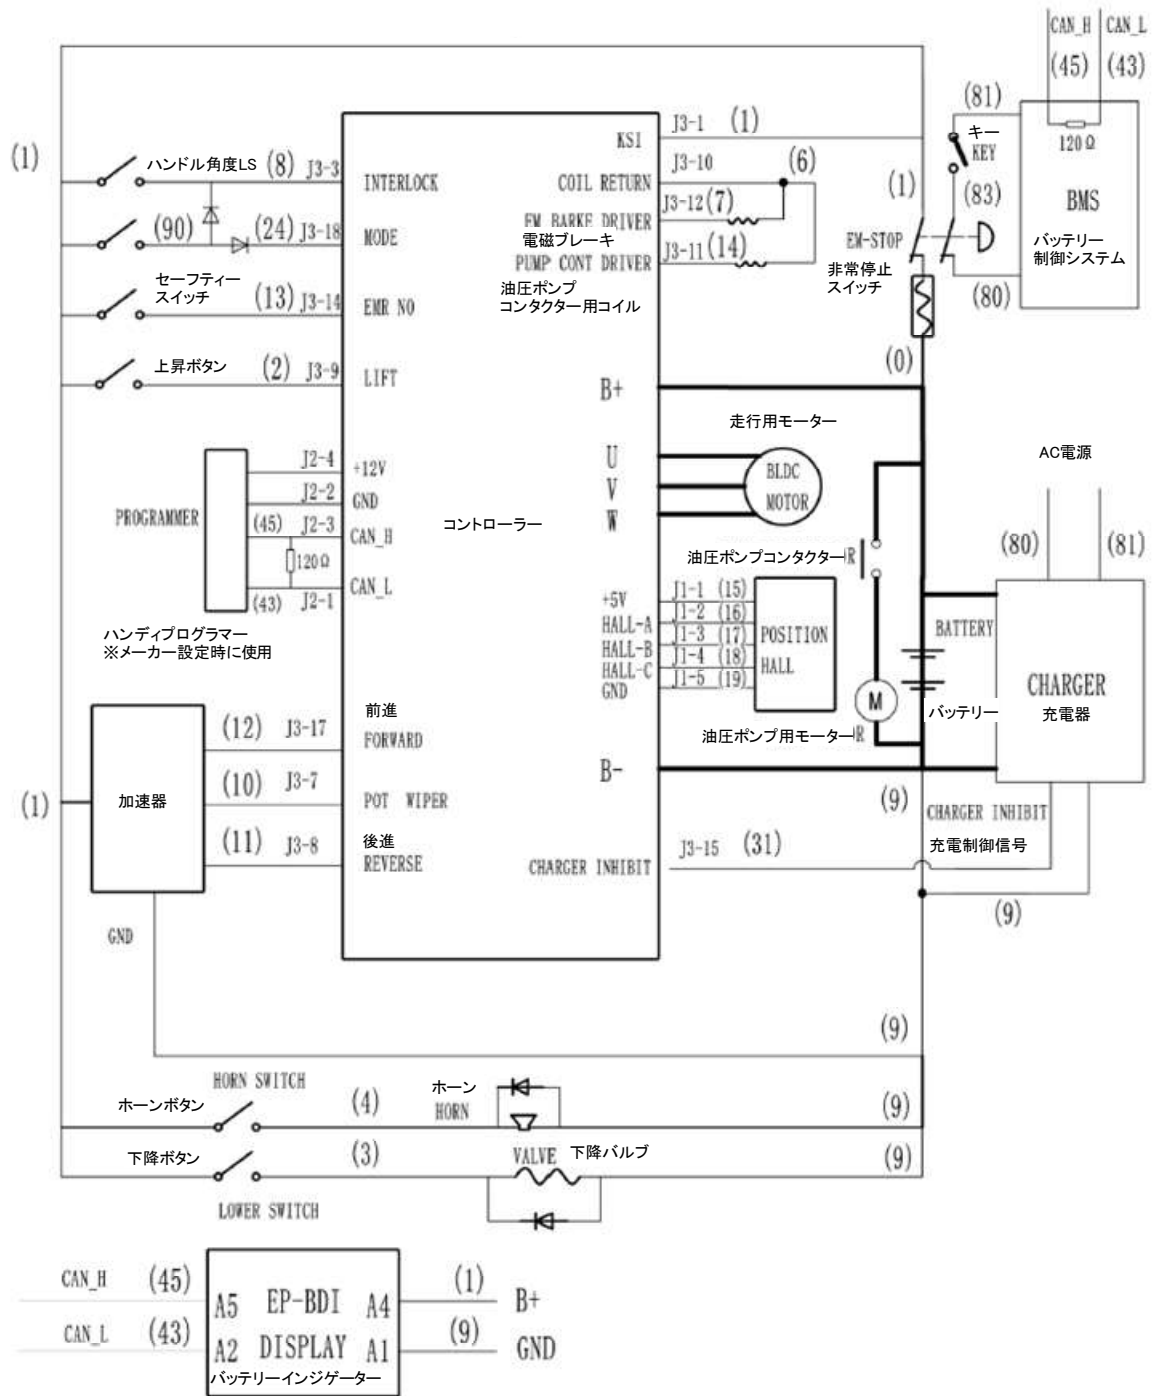 CAN_H CAN_L
(45) (43)
(81)
キー
KEY
120Ω
(83)
BMS
バッテリー
制御システム
(80)
(1)
EM-STOP
非常停止
スイッチ
(0)
(1)
ハンドル角度LS (8) J3-3
INTERLOCK
(90) (24) J3-18
MODE
セーフティー
スイッチ
(13) J3-14
EMR NO
上昇ボタン (2) J3-9
LIFT
KSI
J3-1 (1)
COIL RETURN
J3-10 (6)
J3-12 (7)
EM BARKE DRIVER
電磁ブレーキ
J3-11 (14)
PUMP CONT DRIVER
油圧ポンプ
コンタクター用コイル
B+
走行用モーター
U
V
W
BLDC
MOTOR
AC電源
(80) (81)
PROGRAMMER
J2-4
+12V
J2-2
GND
(45) J2-3
CAN_H
120Ω
CAN_L
(43) J2-1
コントローラー
ハンディプログラマー
※メーカー設定時に使用
油圧ポンプコンタクターR
+5V
HALL-A
HALL-B
HALL-C
GND
J1-1 (15)
J1-2 (16)
J1-3 (17)
J1-4 (18)
J1-5 (19)
POSITION
HALL
BATTERY
バッテリー
CHARGER
充電器
M
油圧ポンプ用モーターR
(1)
加速器
(12) J3-17
前進
FORWARD
(10) J3-7
POT WIPER
(11) J3-8
後進
REVERSE
GND
B-
(9)
CHARGER INHIBIT
充電制御信号
J3-15 (31)
CHARGER INHIBIT
(9)
(9)
HORN SWITCH
ホーンボタン
(4)
ホーン
HORN
(9)
下降ボタン
(3)
VALVE 下降バルブ
(9)
LOWER SWITCH
CAN_H (45)
CAN_L (43)
A5 EP-BDI A4
A2 DISPLAY A1
バッテリーインジゲーター
(1) B+
(9) GND